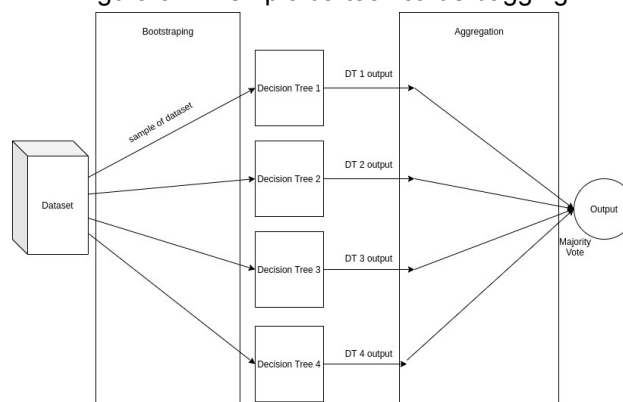 Bootstraping
Aggregation
sample of dataset
Dataset
Decision Tree 1
DT 1 output
Decision Tree 2
DT 2 output
Decision Tree 3
DT 3 output
Decision Tree 4
DT 4 output
Output
Majority
Vote